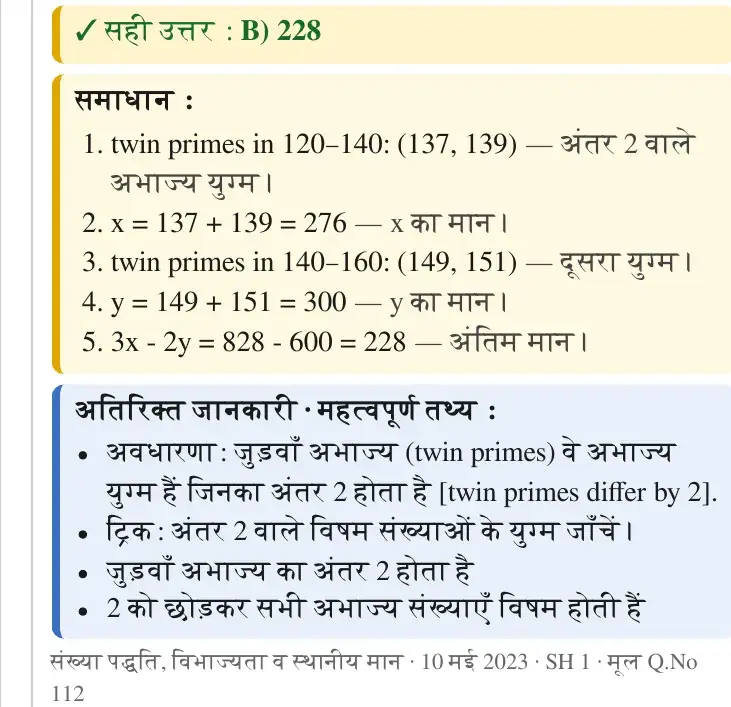 ✓ सही उत्तर : B) 228
समाधान :
1. twin primes in 120–140: (137, 139) — अंतर 2 वाले
अभाज्य युग्म।
2. x = 137 + 139 = 276 — x का मान।
3. twin primes in 140–160: (149, 151) — दूसरा युग्म।
4. y = 149 + 151 = 300 — y का मान।
5. 3x - 2y = 828 - 600 = 228 — अंतिम मान।
अतिरिक्त जानकारी · महत्वपूर्ण तथ्य :
• अवधारणा : जुड़वाँ अभाज्य (twin primes) वे अभाज्य
युग्म हैं जिनका अंतर 2 होता है [twin primes differ by 2].
• ट्रिक : अंतर 2 वाले विषम संख्याओं के युग्म जाँचें।
• जुड़वाँ अभाज्य का अंतर 2 होता है
• 2 को छोड़कर सभी अभाज्य संख्याएँ विषम होती हैं
संख्या पद्धति, विभाज्यता व स्थानीय मान · 10 मई 2023 · SH 1 · मूल Q.No
112